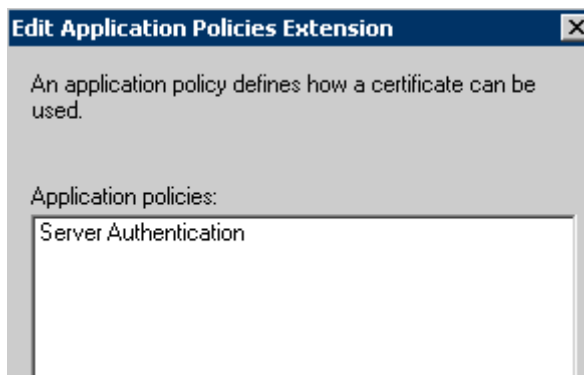 Edit Application Policies Extension
An application policy defines how a certificate can be
used.
Application policies:
Server Authentication